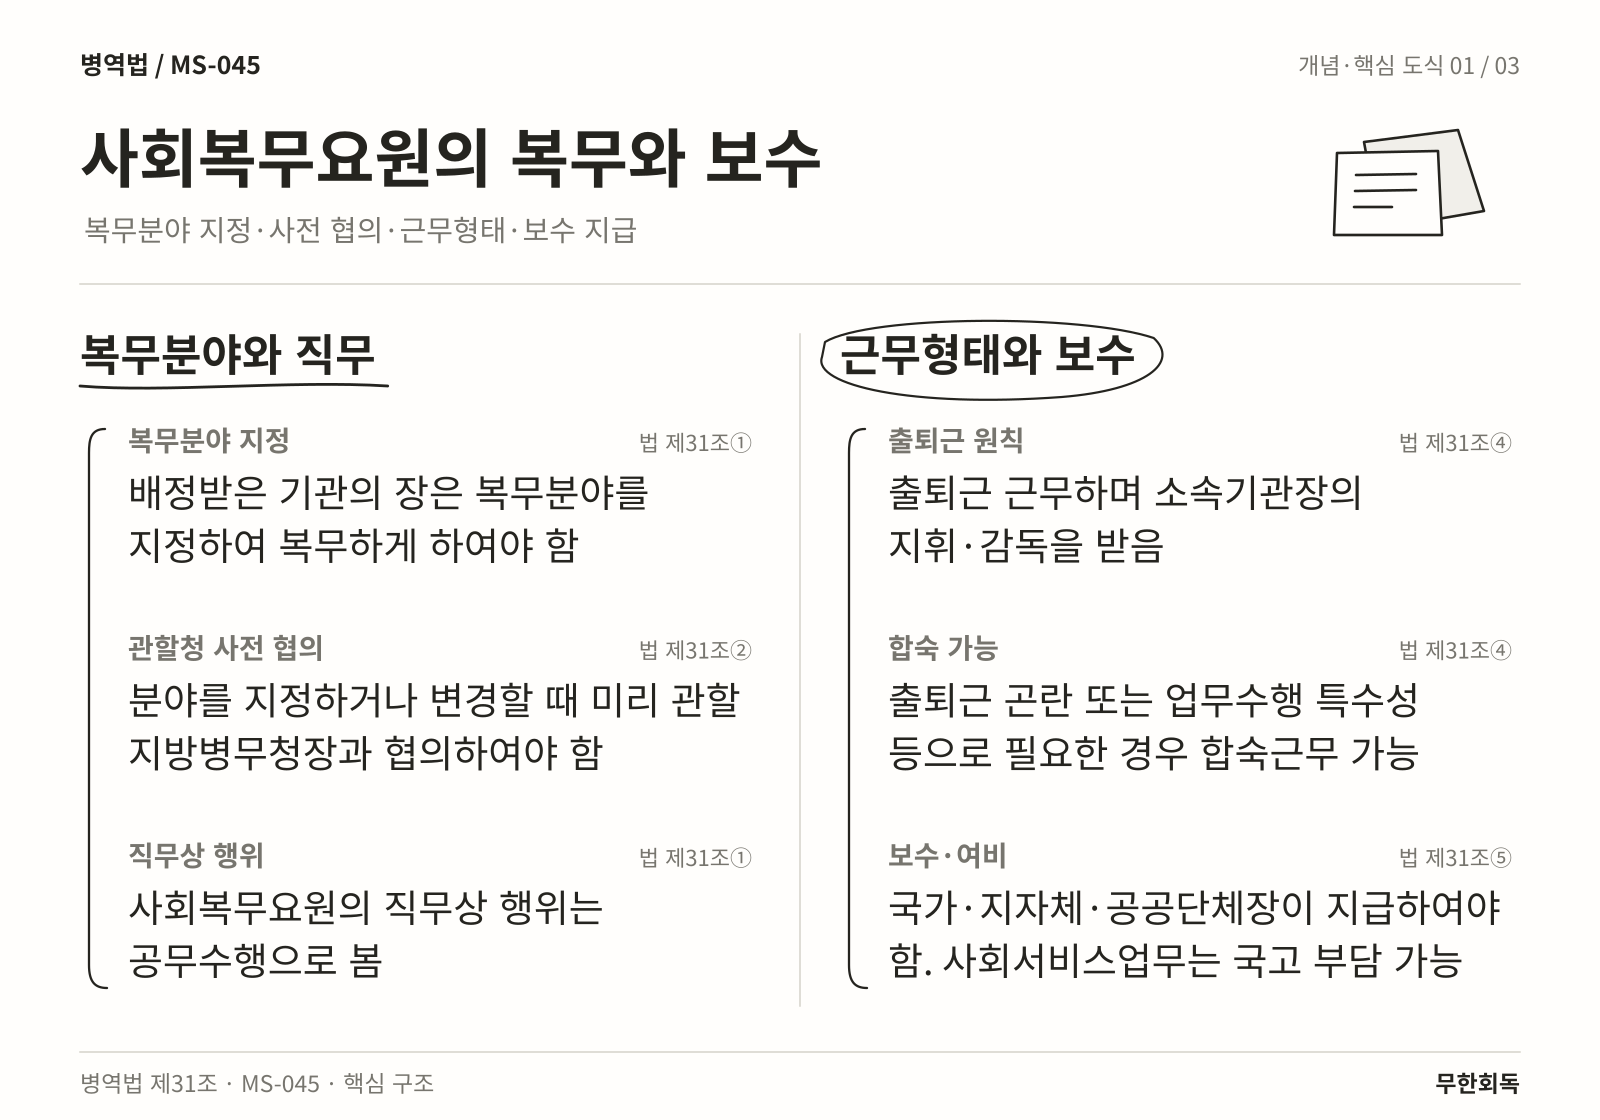 병역법 / MS-045
개념·핵심 도식 01 / 03
사회복무요원의 복무와 보수
복무분야 지정·사전 협의·근무형태·보수 지급
복무분야와 직무
복무분야 지정
법 제31조①
배정받은 기관의 장은 복무분야를
지정하여 복무하게 하여야 함
관할청 사전 협의
법 제31조②
분야를 지정하거나 변경할 때 미리 관할
지방병무청장과 협의하여야 함
직무상 행위
법 제31조①
사회복무요원의 직무상 행위는
공무수행으로 봄
근무형태와 보수
출퇴근 원칙
법 제31조④
출퇴근 근무하며 소속기관장의
지휘·감독을 받음
합숙 가능
법 제31조④
출퇴근 곤란 또는 업무수행 특수성
등으로 필요한 경우 합숙근무 가능
보수·여비
법 제31조⑤
국가·지자체·공공단체장이 지급하여야
함. 사회서비스업무는 국고 부담 가능
병역법 제31조 · MS-045 · 핵심 구조
무한회독